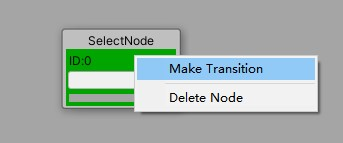 SelectNode
ID:0
Make Transition
Delete Node